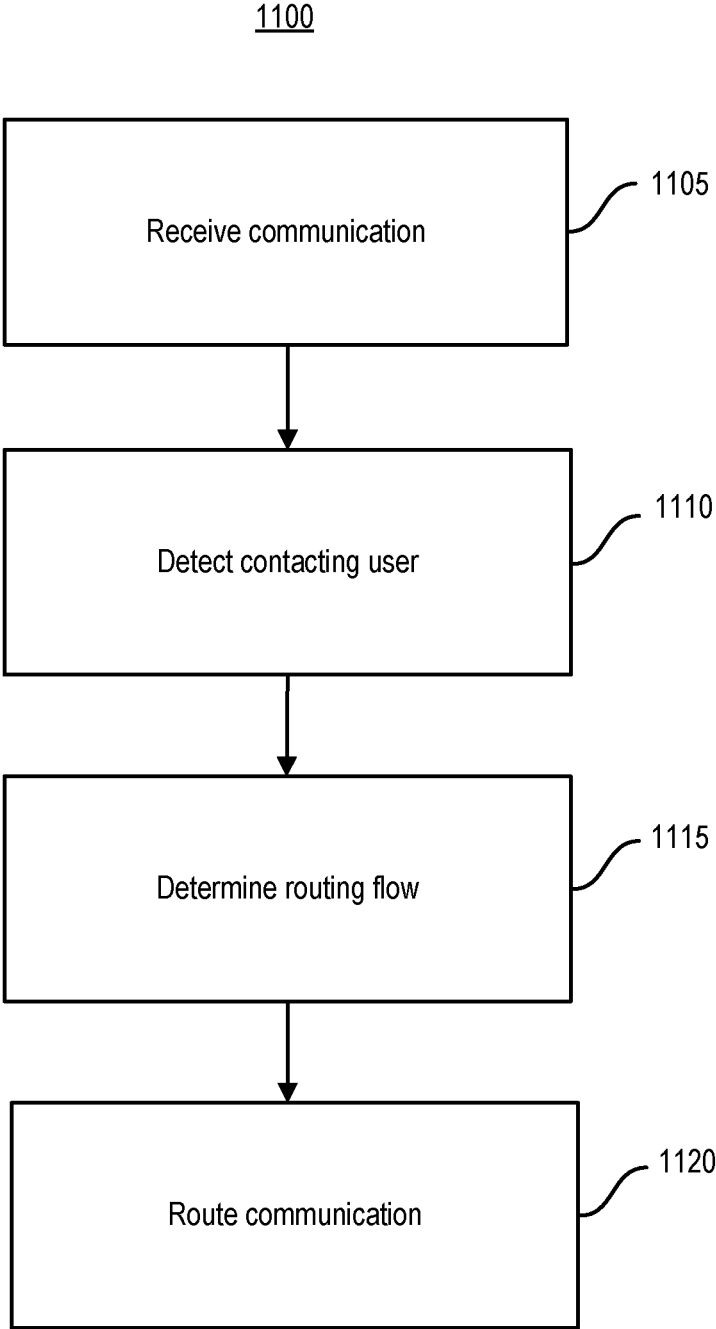 1100
Receive communication
1105
Detect contacting user
1110
Determine routing flow
1115
Route communication
1120